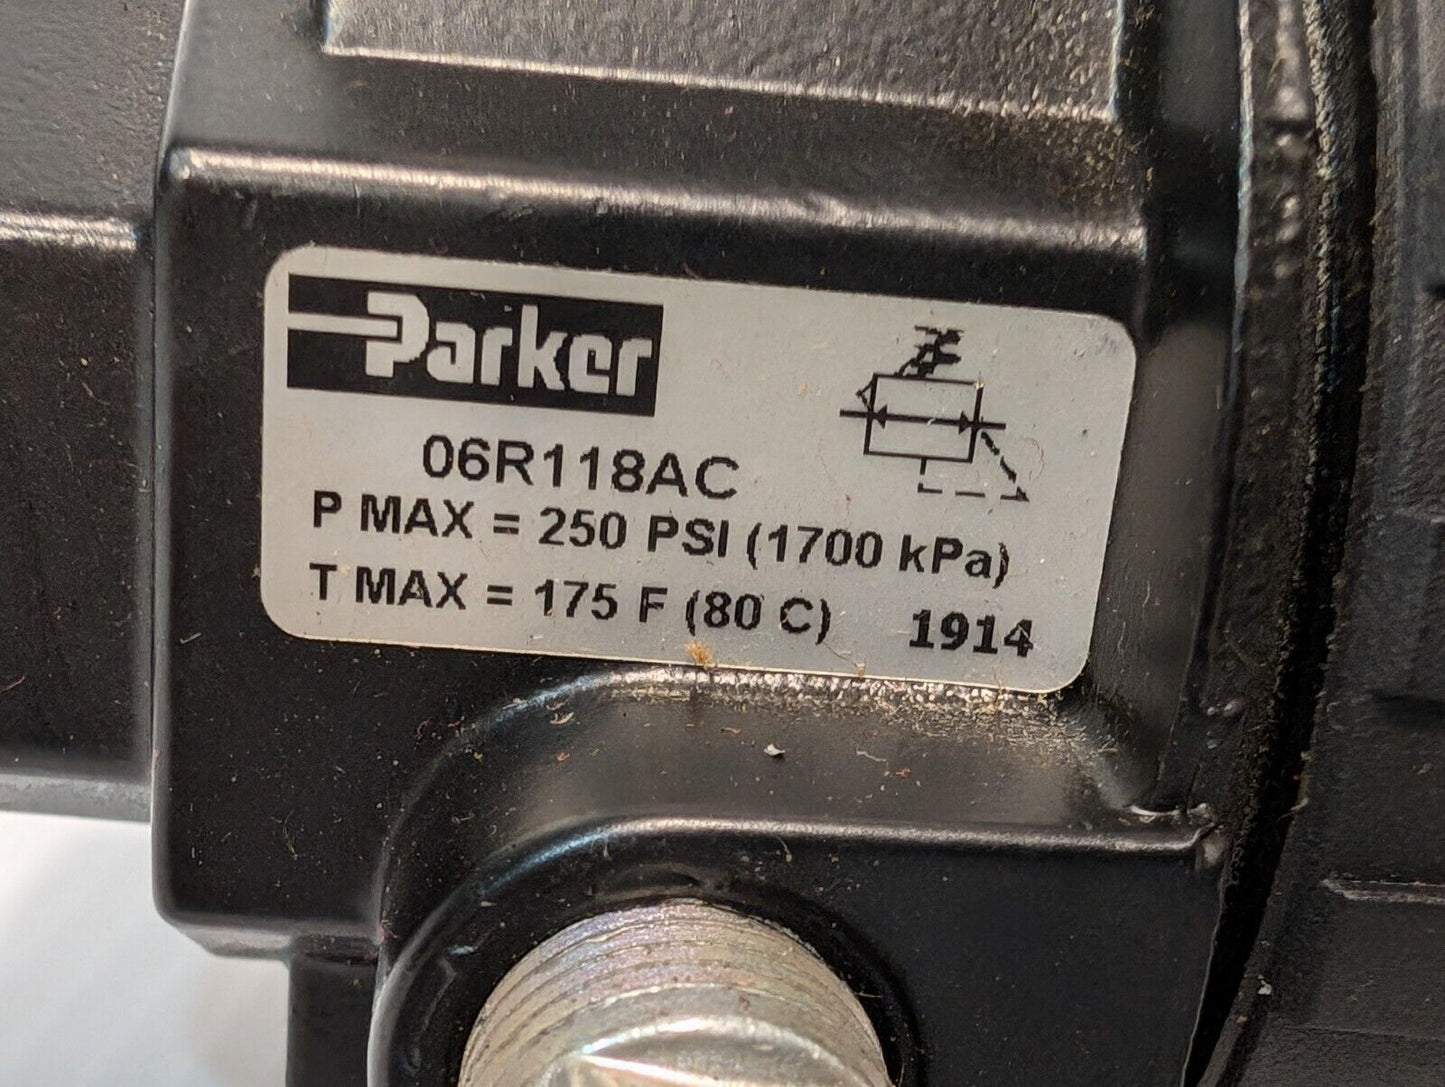 Parker
06R118AC
P MAX = 250 PSI (1700 kPa)
T MAX = 175 F (80 C) 1914